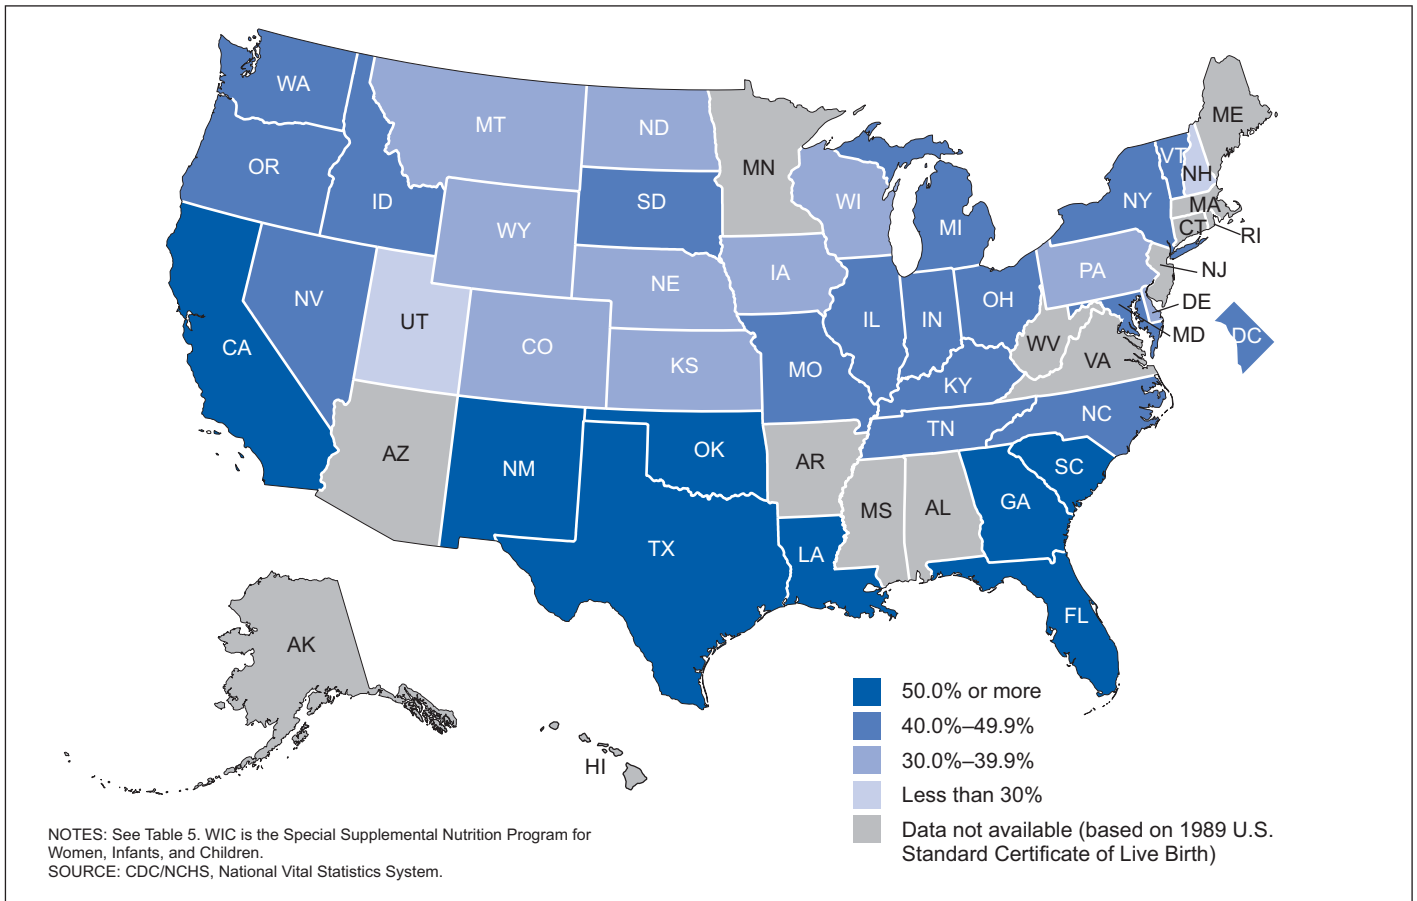 WA
MT
ND
MN
ME
OR
ID
SD
WI
MI
NY
VT
NH
MA
CT
RI
WY
IA
NE
PA
NJ
DE
MD
DC
NV
UT
CO
KS
MO
IL
IN
OH
WV
VA
KY
CA
AZ
NM
OK
AR
TN
NC
SC
TX
LA
MS
AL
GA
FL
AK
HI
50.0% or more
40.0%–49.9%
30.0%–39.9%
Less than 30%
Data not available (based on 1989 U.S.
Standard Certificate of Live Birth)
NOTES: See Table 5. WIC is the Special Supplemental Nutrition Program for
Women, Infants, and Children.
SOURCE: CDC/NCHS, National Vital Statistics System.